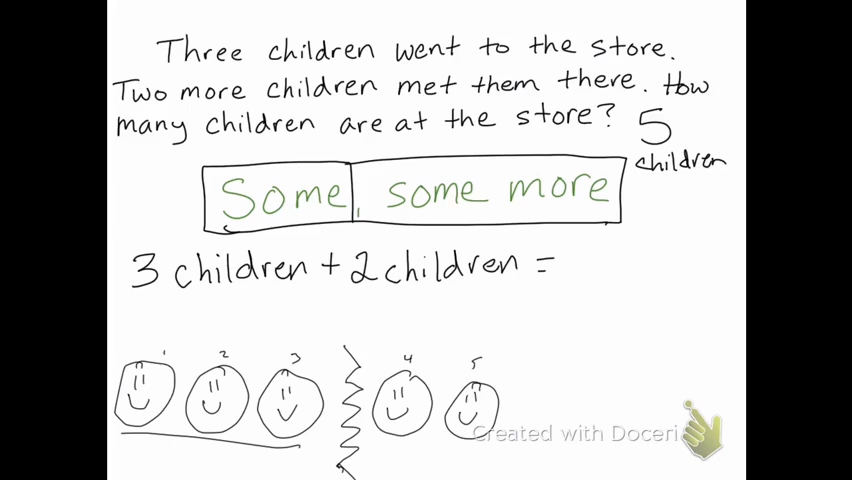 Three children went to the store.
Two more children met them there. How
many children are at the store? 5
children
Some, some more
3 children + 2 children =
1 2 3 4 5
Created with Doceri